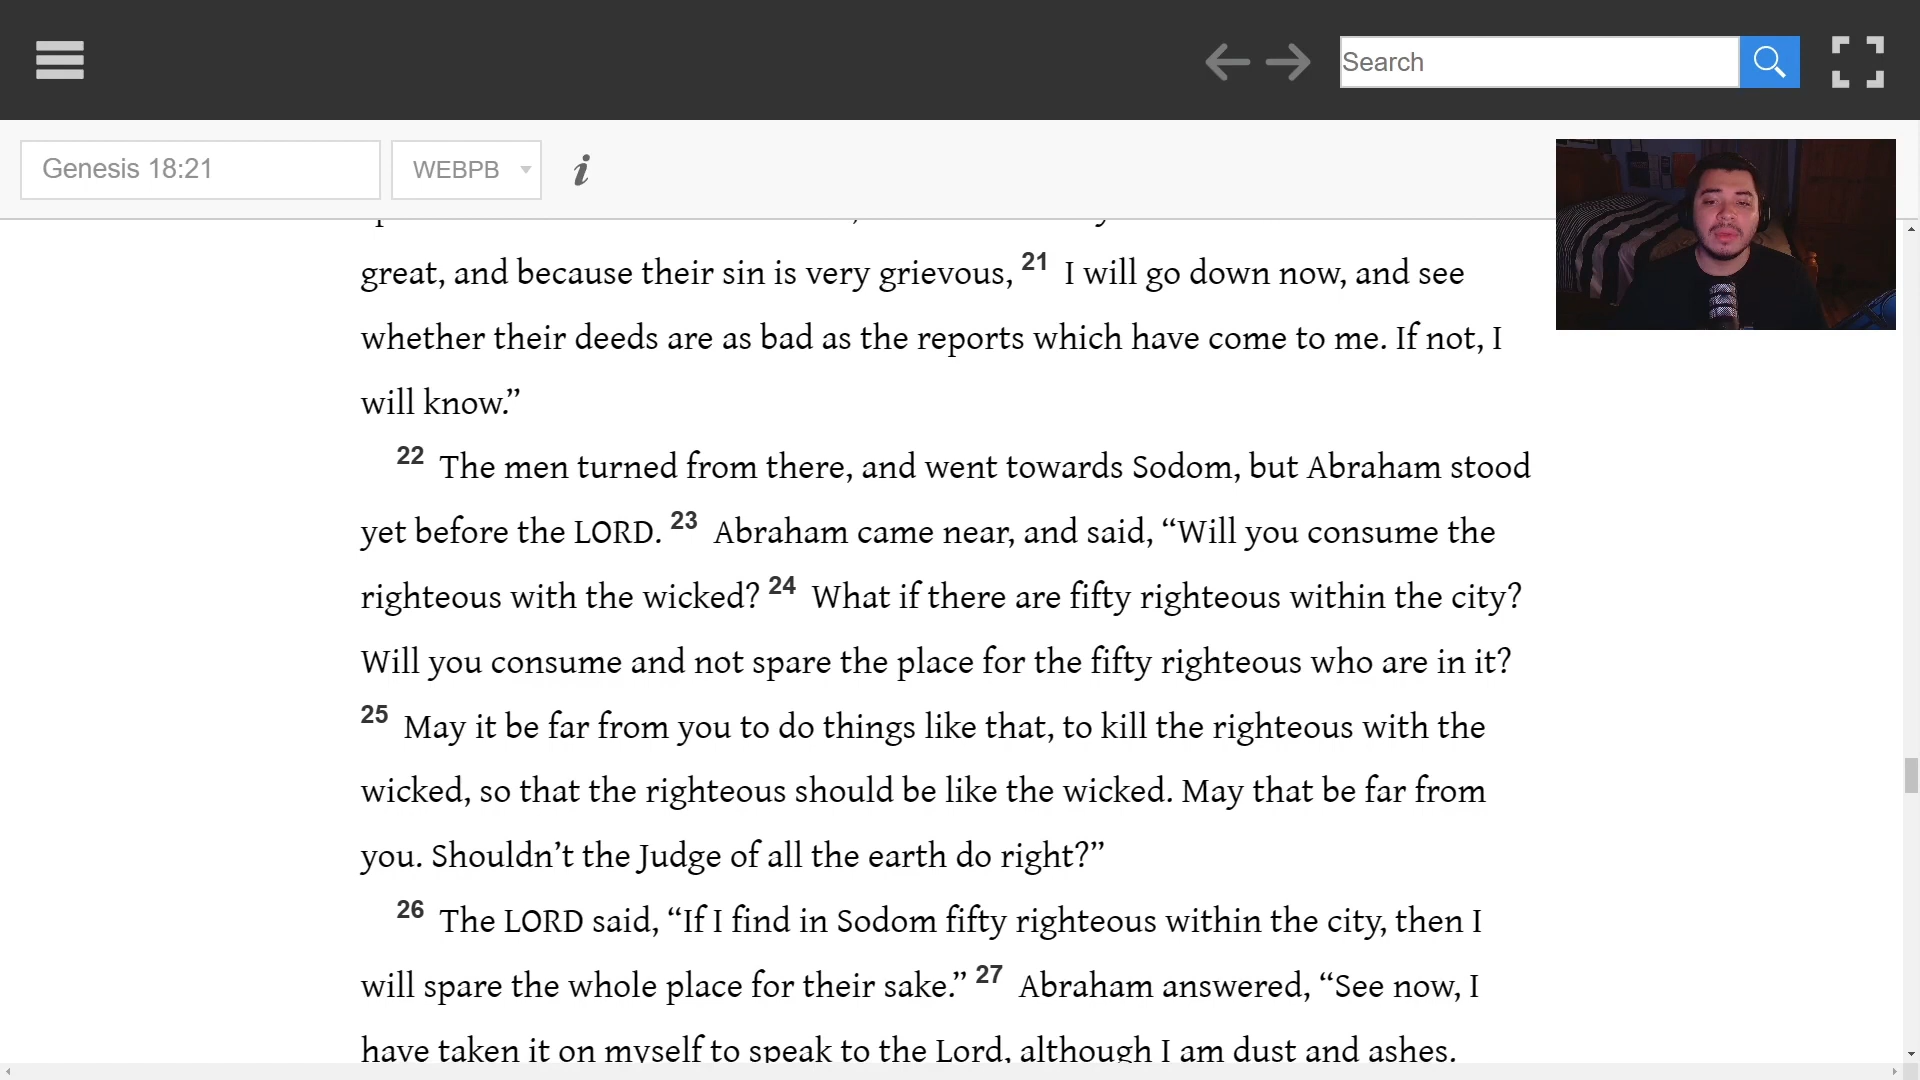 Search
Genesis 18:21
WEBPB
i
great, and because their sin is very grievous, 21 I will go down now, and see
whether their deeds are as bad as the reports which have come to me. If not, I
will know.”
22 The men turned from there, and went towards Sodom, but Abraham stood
yet before the LORD. 23 Abraham came near, and said, “Will you consume the
righteous with the wicked? 24 What if there are fifty righteous within the city?
Will you consume and not spare the place for the fifty righteous who are in it?
25 May it be far from you to do things like that, to kill the righteous with the
wicked, so that the righteous should be like the wicked. May that be far from
you. Shouldn’t the Judge of all the earth do right?”
26 The LORD said, “If I find in Sodom fifty righteous within the city, then I
will spare the whole place for their sake.” 27 Abraham answered, “See now, I
have taken it on myself to speak to the Lord, although I am dust and ashes.